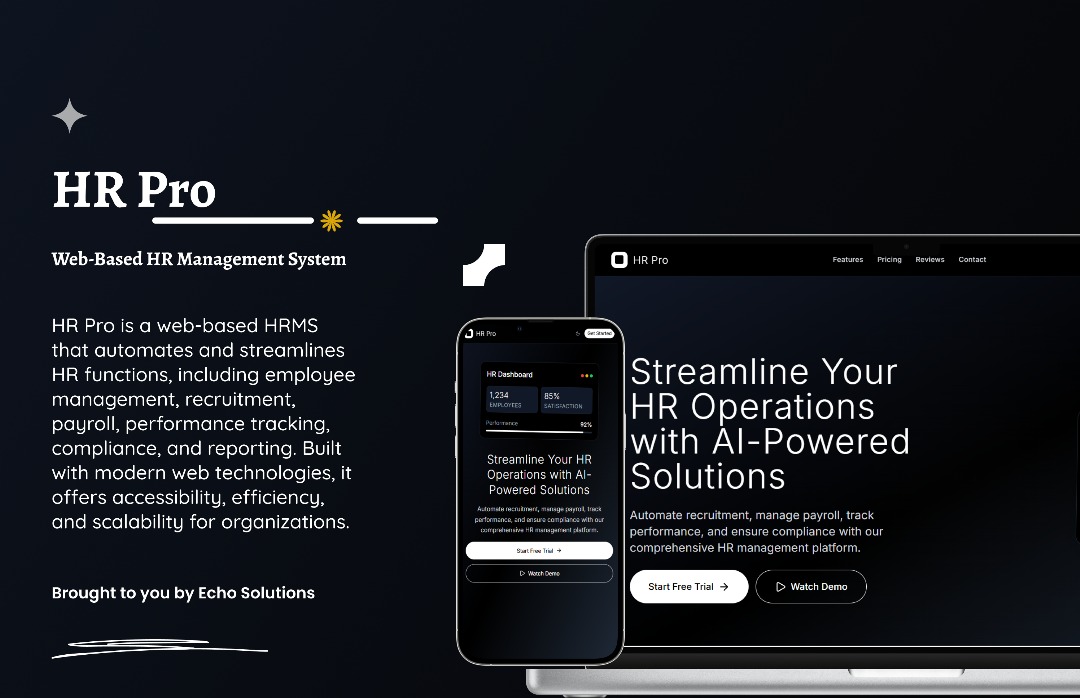 HR Pro
Web-Based HR Management System
HR Pro is a web-based HRMS
that automates and streamlines
HR functions, including employee
management, recruitment,
payroll, performance tracking,
compliance, and reporting. Built
with modern web technologies, it
offers accessibility, efficiency,
and scalability for organizations.
Brought to you by Echo Solutions
HR Pro
Get Started
HR Dashboard
1,234
EMPLOYEES
85%
SATISFACTION
Performance
92%
Streamline Your HR
Operations with AI-
Powered Solutions
Automate recruitment, manage payroll, track
performance, and ensure compliance with our
comprehensive HR management platform.
Start Free Trial →
Watch Demo
HR Pro
Features Pricing Reviews Contact
Streamline Your
HR Operations
with AI-Powered
Solutions
Automate recruitment, manage payroll, track
performance, and ensure compliance with our
comprehensive HR management platform.
Start Free Trial → Watch Demo